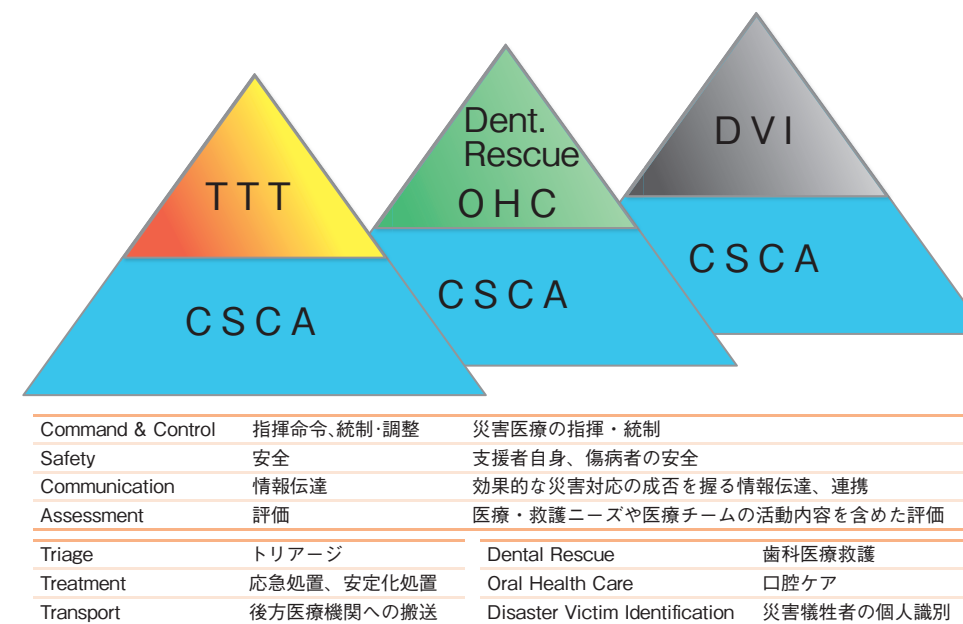 TTT
CSCA
Dent.
Rescue
OHC
CSCA
DVI
CSCA
Command & Control 指揮命令、統制・調整 災害医療の指揮・統制
Safety 安全 支援者自身、傷病者の安全
Communication 情報伝達 効果的な災害対応の成否を握る情報伝達、連携
Assessment 評価 医療・救護ニーズや医療チームの活動内容を含めた評価
Triage トリアージ
Treatment 応急処置、安定化処置
Transport 後方医療機関への搬送
Dental Rescue 歯科医療救護
Oral Health Care 口腔ケア
Disaster Victim Identification 災害犠牲者の個人識別